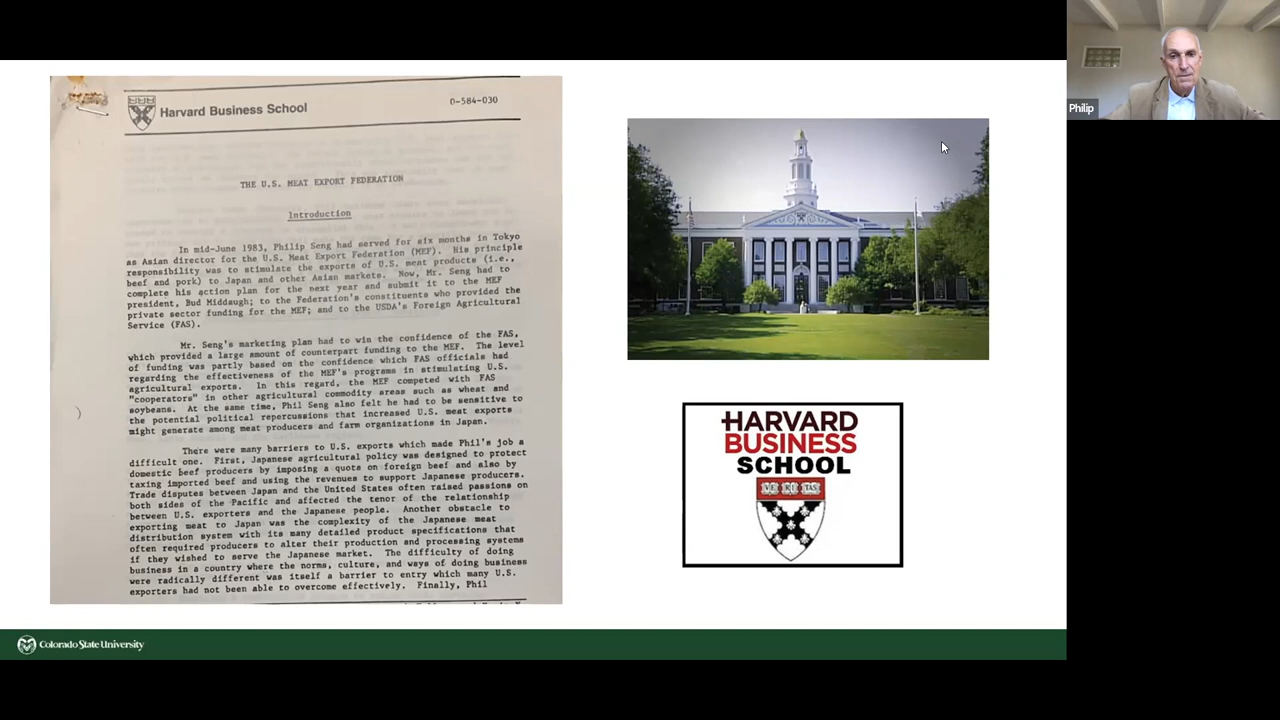 Harvard Business School
0-584-030
THE U.S. MEAT EXPORT FEDERATION
Introduction
In mid-June 1983, Philip Seng had served for six months in Tokyo
as Asian director for the U.S. Meat Export Federation (MEF). His principle
responsibility was to stimulate the exports of U.S. meat products (i.e.,
beef and pork) to Japan and other Asian markets. Now, Mr. Seng had to
complete his action plan for the next year and submit it to the MEF
president, Bud Middaugh; to the Federation's constituents who provided the
private sector funding for the MEF; and to the USDA's Foreign Agricultural
Service (FAS).
Mr. Seng's marketing plan had to win the confidence of the FAS,
which provided a large amount of counterpart funding to the MEF. The level
of funding was partly based on the confidence which FAS officials had
regarding the effectiveness of the MEF's programs in stimulating U.S.
agricultural exports. In this regard, the MEF competed with FAS
"cooperators" in other agricultural commodity areas such as wheat and
soybeans. At the same time, Phil Seng also felt he had to be sensitive to
the potential political repercussions that increased U.S. meat exports
might generate among meat producers and farm organizations in Japan.
There were many barriers to U.S. exports which made Phil's job a
difficult one. First, Japanese agricultural policy was designed to protect
domestic beef producers by imposing a quota on foreign beef and also by
taxing imported beef and using the revenues to support Japanese producers.
Trade disputes between Japan and the United States often raised passions on
both sides of the Pacific and affected the tenor of the relationship
between U.S. exporters and the Japanese people. Another obstacle to
exporting meat to Japan was the complexity of the Japanese meat
distribution system with its many detailed product specifications that
often required producers to alter their production and processing systems
if they wished to serve the Japanese market. The difficulty of doing
business in a country where the norms, culture, and ways of doing business
were radically different was itself a barrier to entry which many U.S.
exporters had not been able to overcome effectively. Finally, Phil
HARVARD
BUSINESS
SCHOOL
VE RI TAS
Colorado State University
Philip